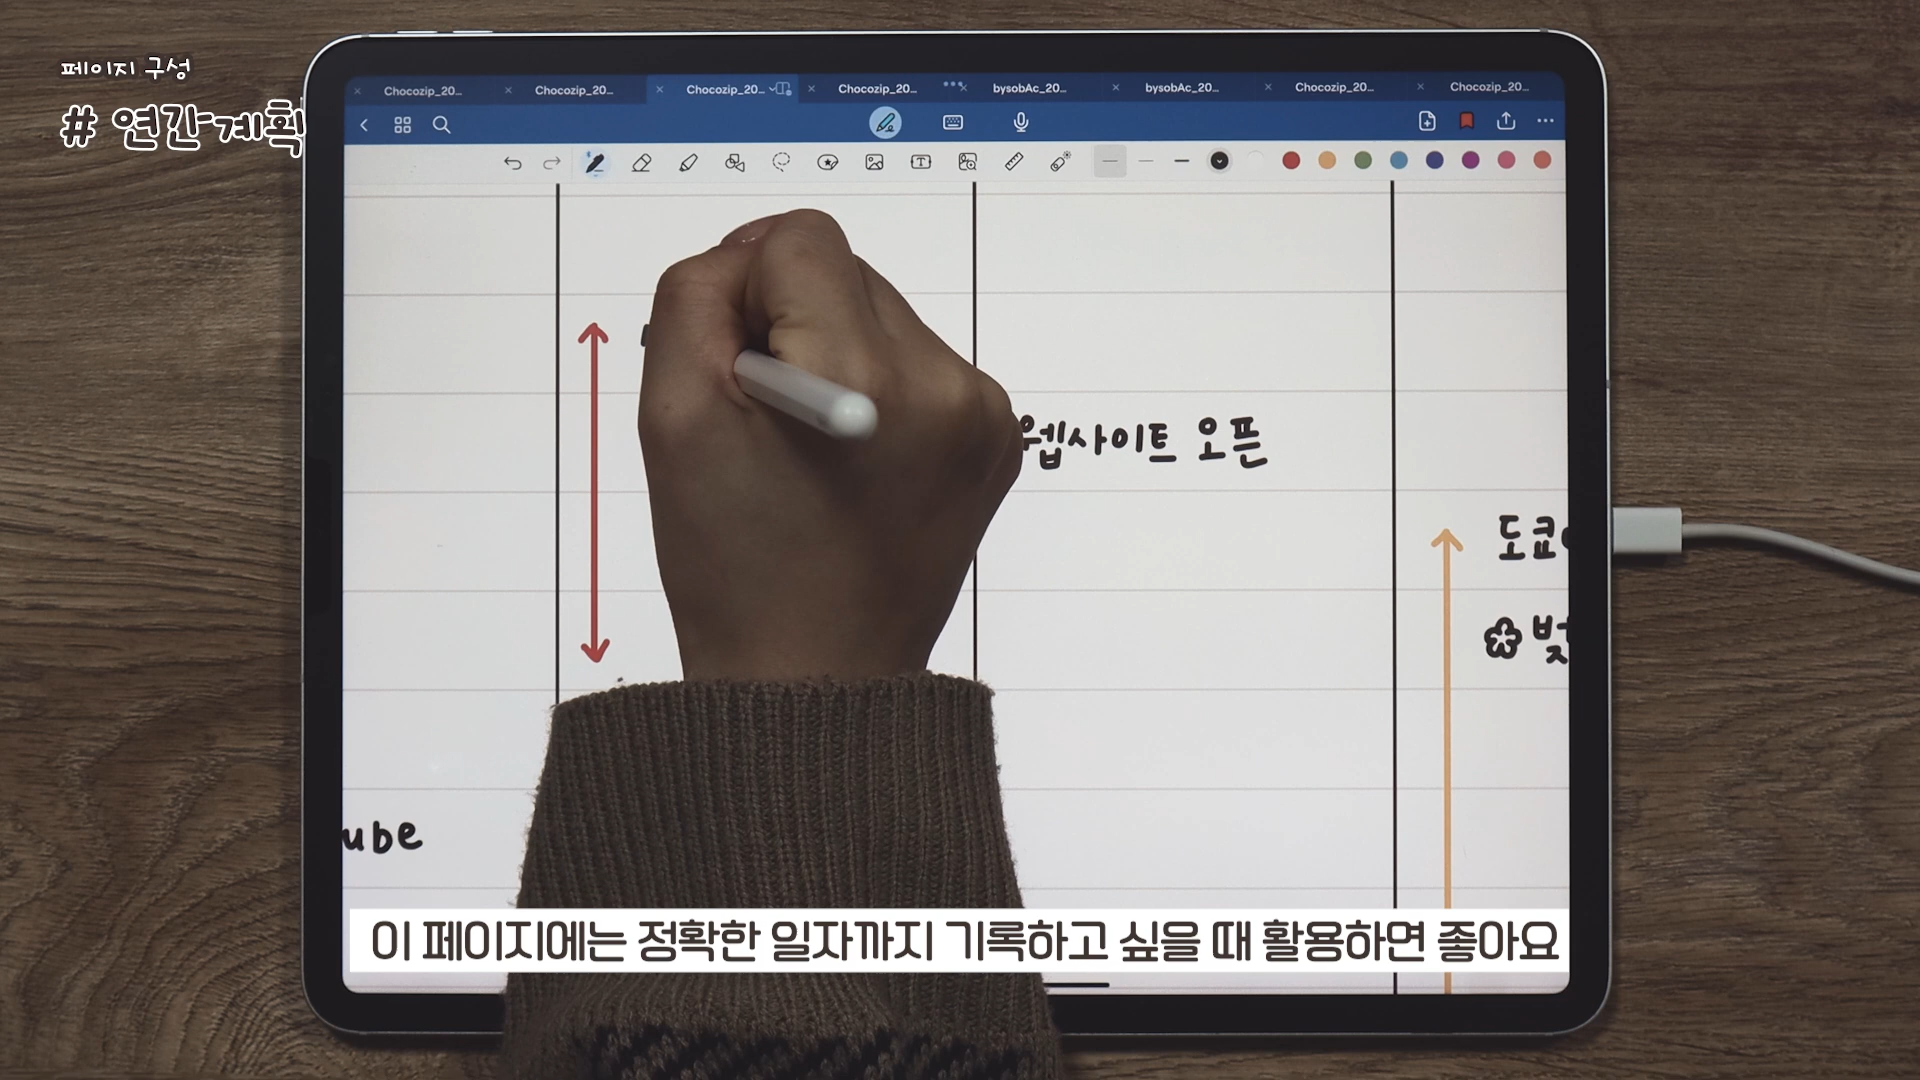 페이지 구성
# 연간계획
Chocozip_20... Chocozip_20... Chocozip_20... Chocozip_20... bysobAc_20... bysobAc_20... Chocozip_20... Chocozip_20...
웹사이트 오픈
도쿄
ube
이 페이지에는 정확한 일자까지 기록하고 싶을 때 활용하면 좋아요